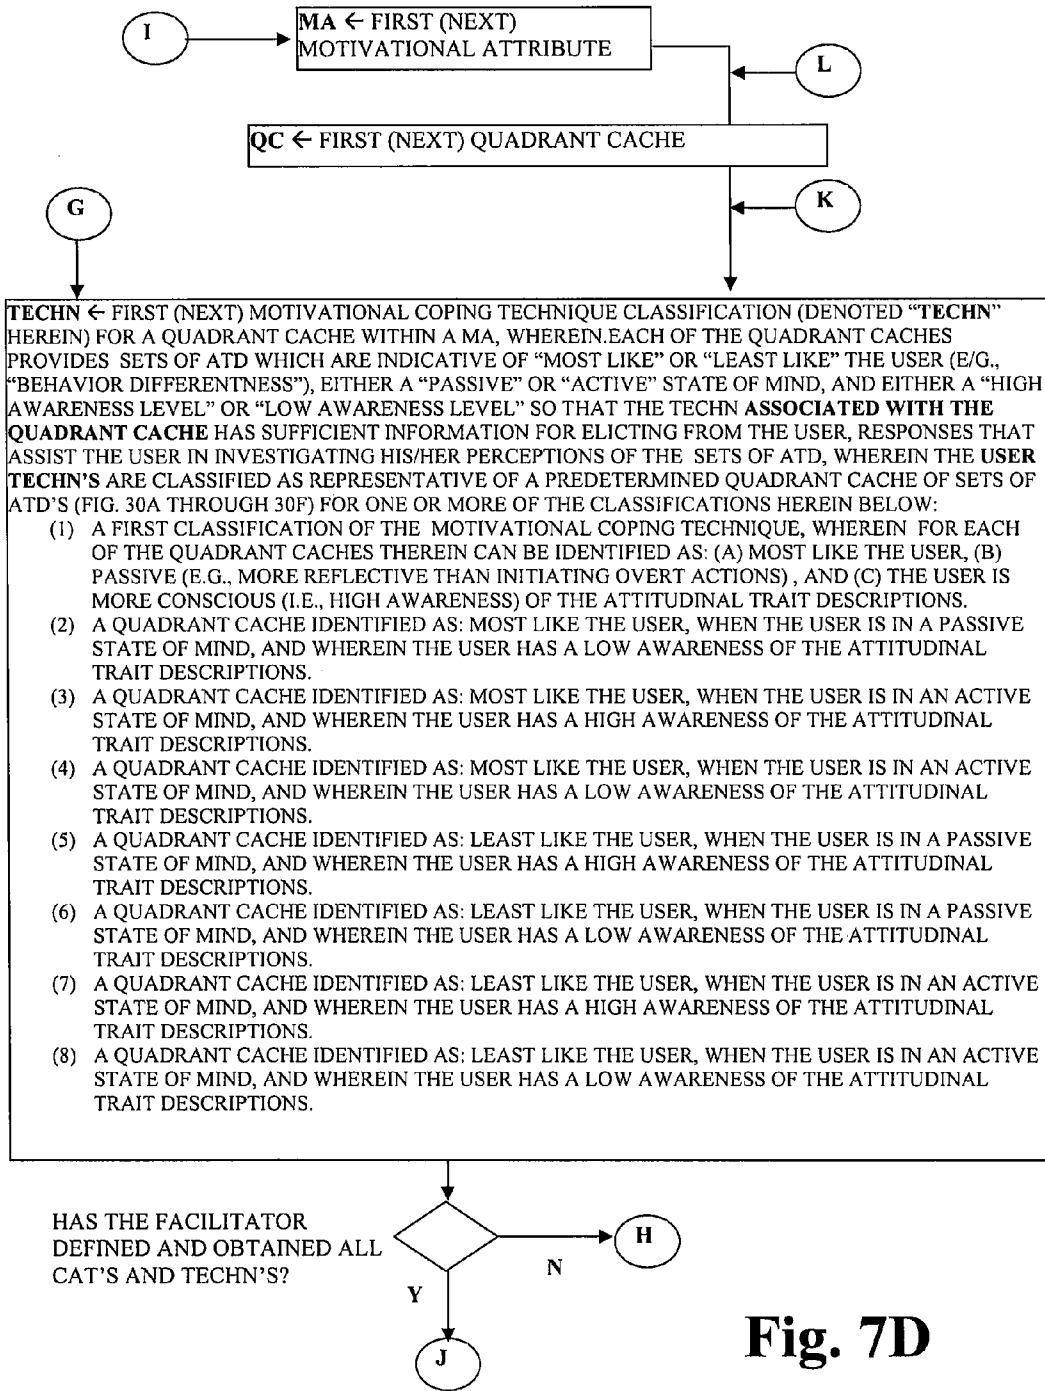 I
MA ← FIRST (NEXT)
MOTIVATIONAL ATTRIBUTE
L
QC ← FIRST (NEXT) QUADRANT CACHE
G
K
TECHN ← FIRST (NEXT) MOTIVATIONAL COPING TECHNIQUE CLASSIFICATION (DENOTED "TECHN"
HEREIN) FOR A QUADRANT CACHE WITHIN A MA, WHEREIN.EACH OF THE QUADRANT CACHES
PROVIDES SETS OF ATD WHICH ARE INDICATIVE OF "MOST LIKE" OR "LEAST LIKE" THE USER (E/G.,
"BEHAVIOR DIFFERENTNESS"), EITHER A "PASSIVE" OR "ACTIVE" STATE OF MIND, AND EITHER A "HIGH
AWARENESS LEVEL" OR "LOW AWARENESS LEVEL" SO THAT THE TECHN ASSOCIATED WITH THE
QUADRANT CACHE HAS SUFFICIENT INFORMATION FOR ELICTING FROM THE USER, RESPONSES THAT
ASSIST THE USER IN INVESTIGATING HIS/HER PERCEPTIONS OF THE SETS OF ATD, WHEREIN THE USER
TECHN'S ARE CLASSIFIED AS REPRESENTATIVE OF A PREDETERMINED QUADRANT CACHE OF SETS OF
ATD'S (FIG. 30A THROUGH 30F) FOR ONE OR MORE OF THE CLASSIFICATIONS HEREIN BELOW:
(1) A FIRST CLASSIFICATION OF THE MOTIVATIONAL COPING TECHNIQUE, WHEREIN FOR EACH
OF THE QUADRANT CACHES THEREIN CAN BE IDENTIFIED AS: (A) MOST LIKE THE USER, (B)
PASSIVE (E.G., MORE REFLECTIVE THAN INITIATING OVERT ACTIONS) , AND (C) THE USER IS
MORE CONSCIOUS (I.E., HIGH AWARENESS) OF THE ATTITUDINAL TRAIT DESCRIPTIONS.
(2) A QUADRANT CACHE IDENTIFIED AS: MOST LIKE THE USER, WHEN THE USER IS IN A PASSIVE
STATE OF MIND, AND WHEREIN THE USER HAS A LOW AWARENESS OF THE ATTITUDINAL
TRAIT DESCRIPTIONS.
(3) A QUADRANT CACHE IDENTIFIED AS: MOST LIKE THE USER, WHEN THE USER IS IN AN ACTIVE
STATE OF MIND, AND WHEREIN THE USER HAS A HIGH AWARENESS OF THE ATTITUDINAL
TRAIT DESCRIPTIONS.
(4) A QUADRANT CACHE IDENTIFIED AS: MOST LIKE THE USER, WHEN THE USER IS IN AN ACTIVE
STATE OF MIND, AND WHEREIN THE USER HAS A LOW AWARENESS OF THE ATTITUDINAL
TRAIT DESCRIPTIONS.
(5) A QUADRANT CACHE IDENTIFIED AS: LEAST LIKE THE USER, WHEN THE USER IS IN A PASSIVE
STATE OF MIND, AND WHEREIN THE USER HAS A HIGH AWARENESS OF THE ATTITUDINAL
TRAIT DESCRIPTIONS.
(6) A QUADRANT CACHE IDENTIFIED AS: LEAST LIKE THE USER, WHEN THE USER IS IN A PASSIVE
STATE OF MIND, AND WHEREIN THE USER HAS A LOW AWARENESS OF THE ATTITUDINAL
TRAIT DESCRIPTIONS.
(7) A QUADRANT CACHE IDENTIFIED AS: LEAST LIKE THE USER, WHEN THE USER IS IN AN ACTIVE
STATE OF MIND, AND WHEREIN THE USER HAS A HIGH AWARENESS OF THE ATTITUDINAL
TRAIT DESCRIPTIONS.
(8) A QUADRANT CACHE IDENTIFIED AS: LEAST LIKE THE USER, WHEN THE USER IS IN AN ACTIVE
STATE OF MIND, AND WHEREIN THE USER HAS A LOW AWARENESS OF THE ATTITUDINAL
TRAIT DESCRIPTIONS.
HAS THE FACILITATOR
DEFINED AND OBTAINED ALL
CAT'S AND TECHN'S?
H
N
Y
J
Fig. 7D